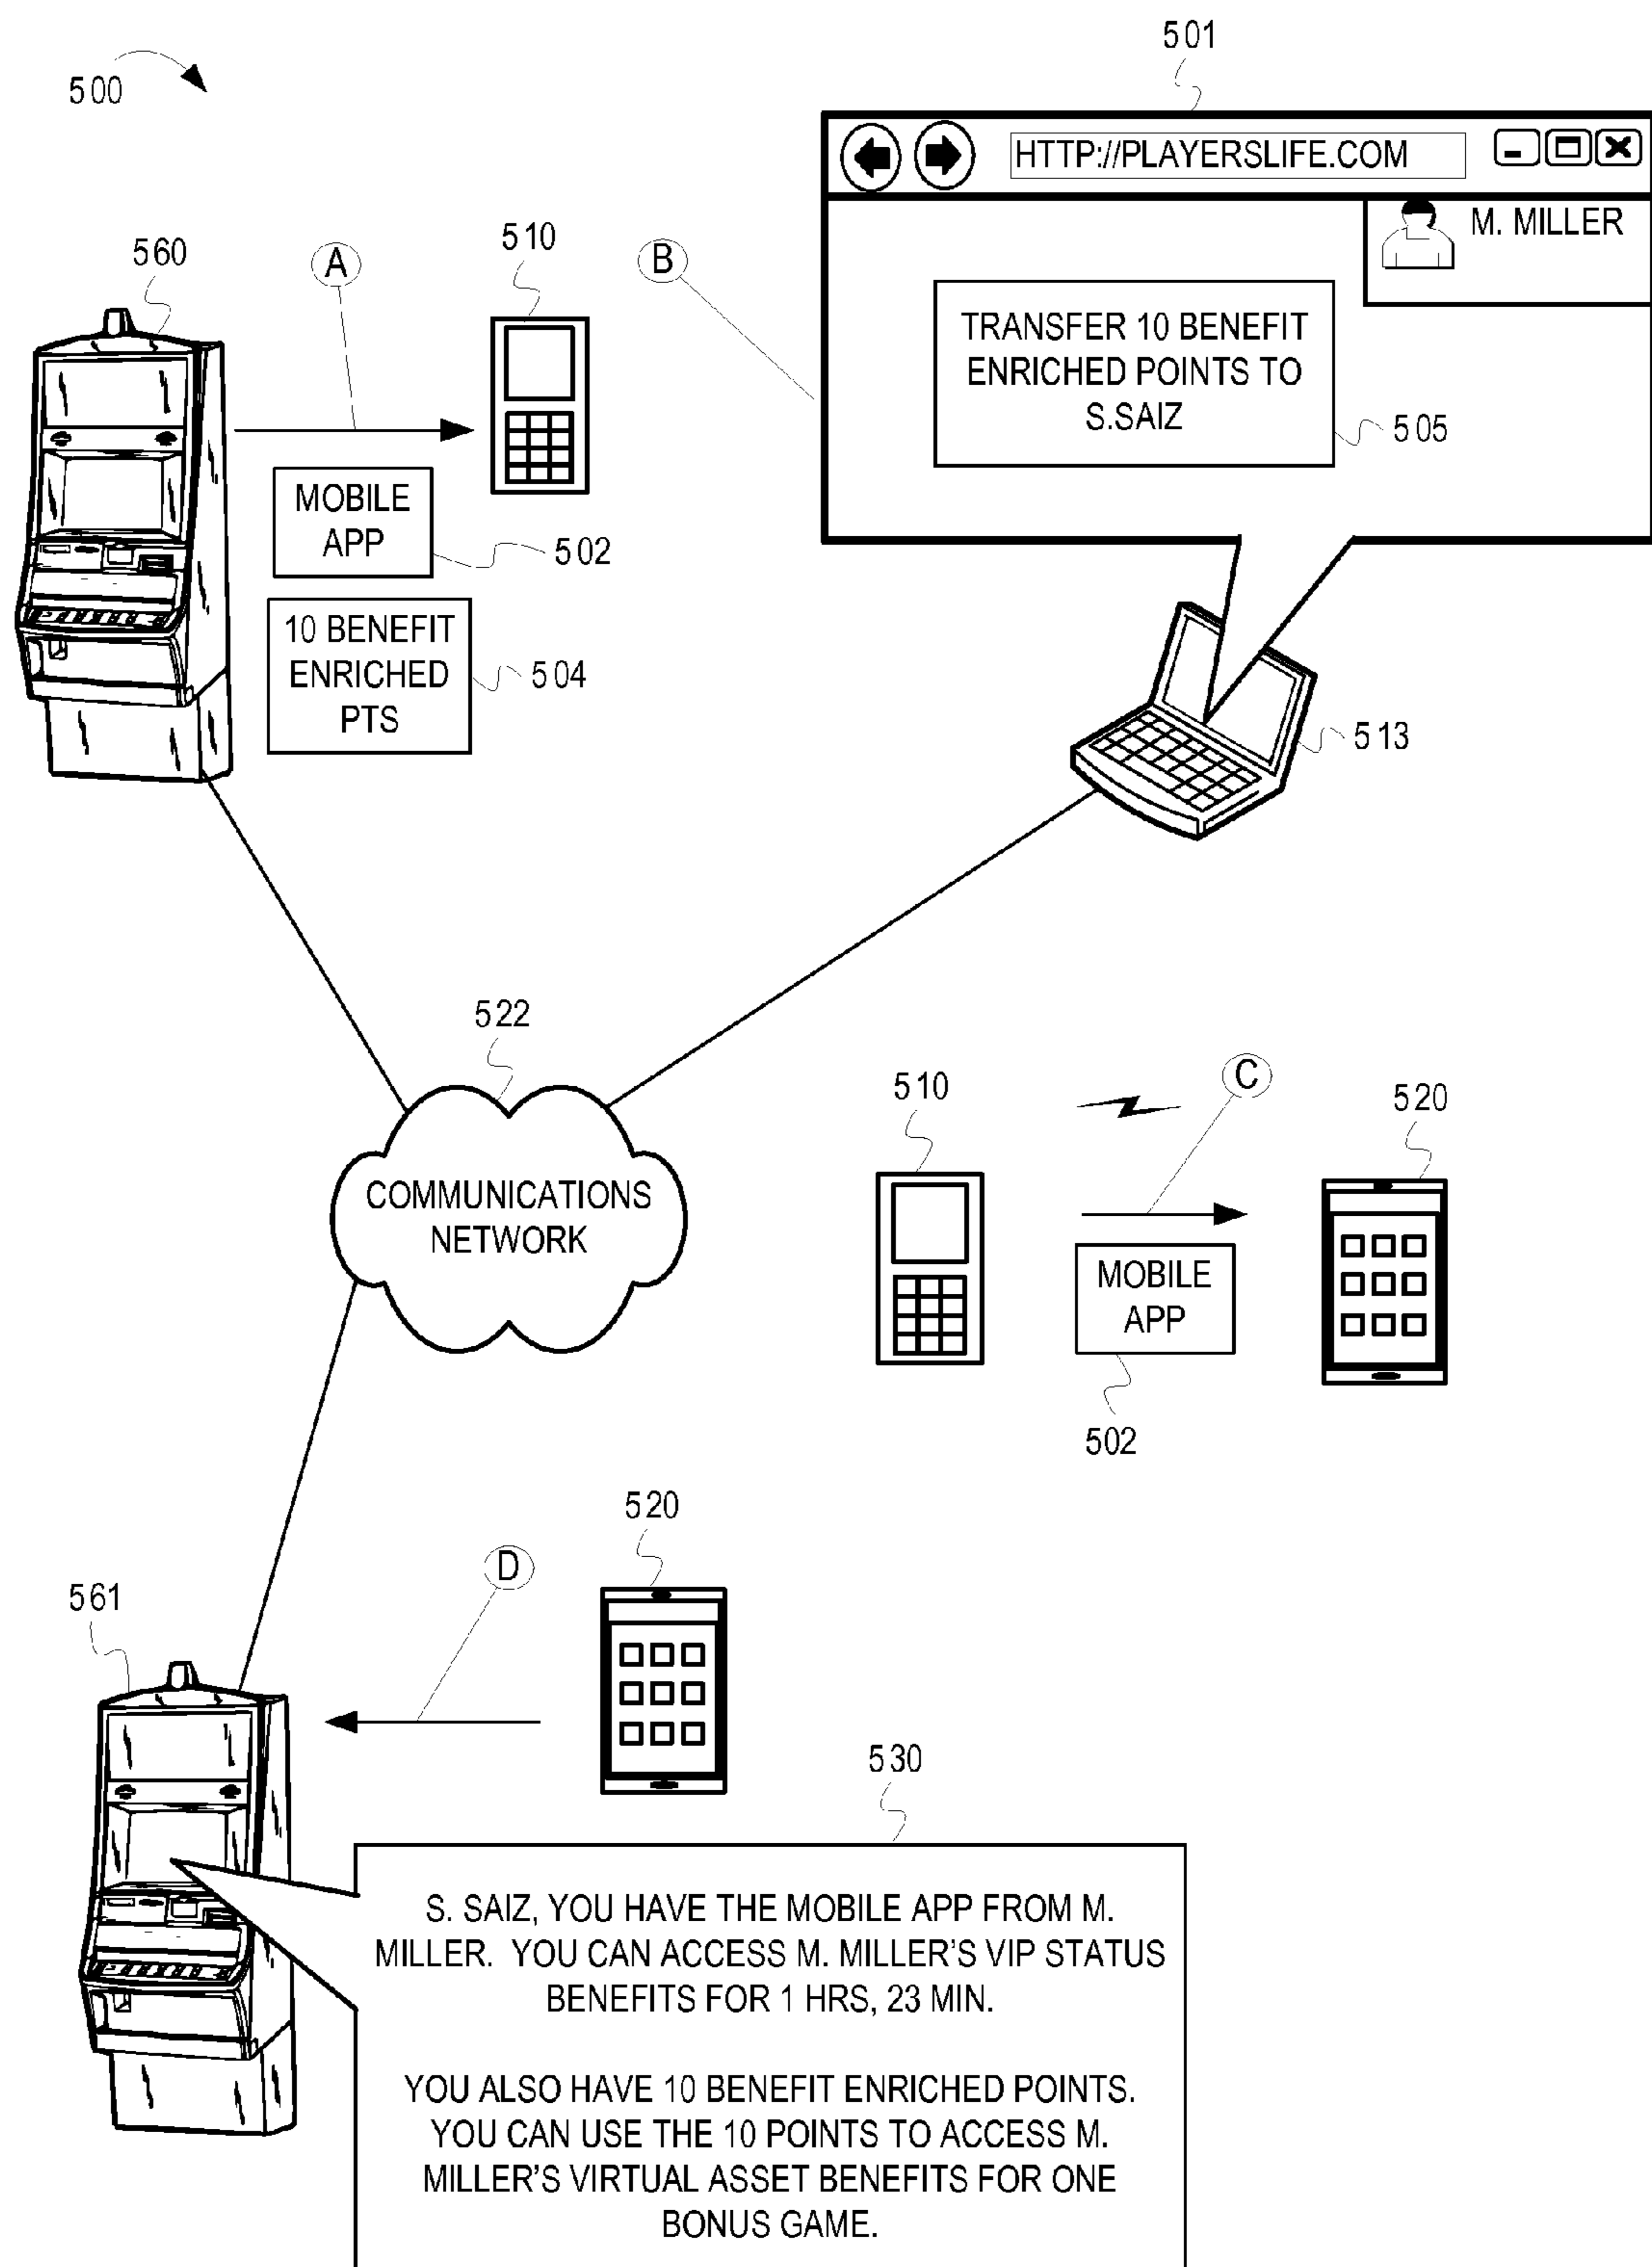 500
501
HTTP://PLAYERSLIFE.COM
M. MILLER
560
A
510
B
TRANSFER 10 BENEFIT
ENRICHED POINTS TO
S.SAIZ
505
MOBILE
APP
502
10 BENEFIT
ENRICHED
PTS
504
513
522
COMMUNICATIONS
NETWORK
510
C
520
MOBILE
APP
502
520
D
561
530
S. SAIZ, YOU HAVE THE MOBILE APP FROM M.
MILLER. YOU CAN ACCESS M. MILLER'S VIP STATUS
BENEFITS FOR 1 HRS, 23 MIN.
YOU ALSO HAVE 10 BENEFIT ENRICHED POINTS.
YOU CAN USE THE 10 POINTS TO ACCESS M.
MILLER'S VIRTUAL ASSET BENEFITS FOR ONE
BONUS GAME.